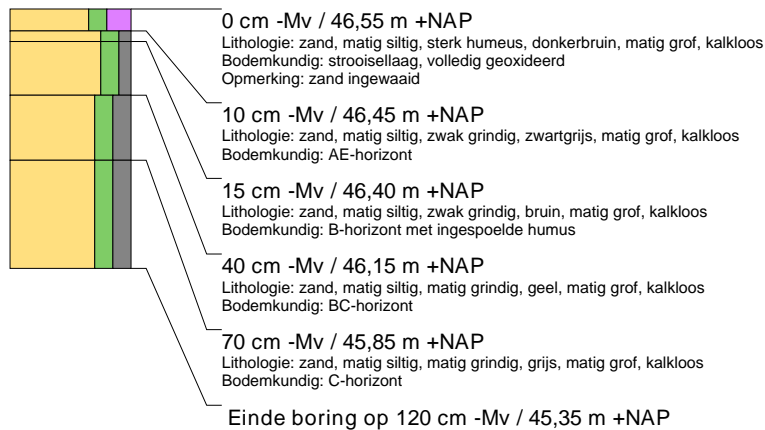 0 cm -Mv / 46,55 m +NAP
Lithologie: zand, matig siltig, sterk humeus, donkerbruin, matig grof, kalkloos
Bodemkundig: strooisellaag, volledig geoxideerd
Opmerking: zand ingewaaid
10 cm -Mv / 46,45 m +NAP
Lithologie: zand, matig siltig, zwak grindig, zwartgrijs, matig grof, kalkloos
Bodemkundig: AE-horizont
15 cm -Mv / 46,40 m +NAP
Lithologie: zand, matig siltig, zwak grindig, bruin, matig grof, kalkloos
Bodemkundig: B-horizont met ingespoelde humus
40 cm -Mv / 46,15 m +NAP
Lithologie: zand, matig siltig, matig grindig, geel, matig grof, kalkloos
Bodemkundig: BC-horizont
70 cm -Mv / 45,85 m +NAP
Lithologie: zand, matig siltig, matig grindig, grijs, matig grof, kalkloos
Bodemkundig: C-horizont
Einde boring op 120 cm -Mv / 45,35 m +NAP